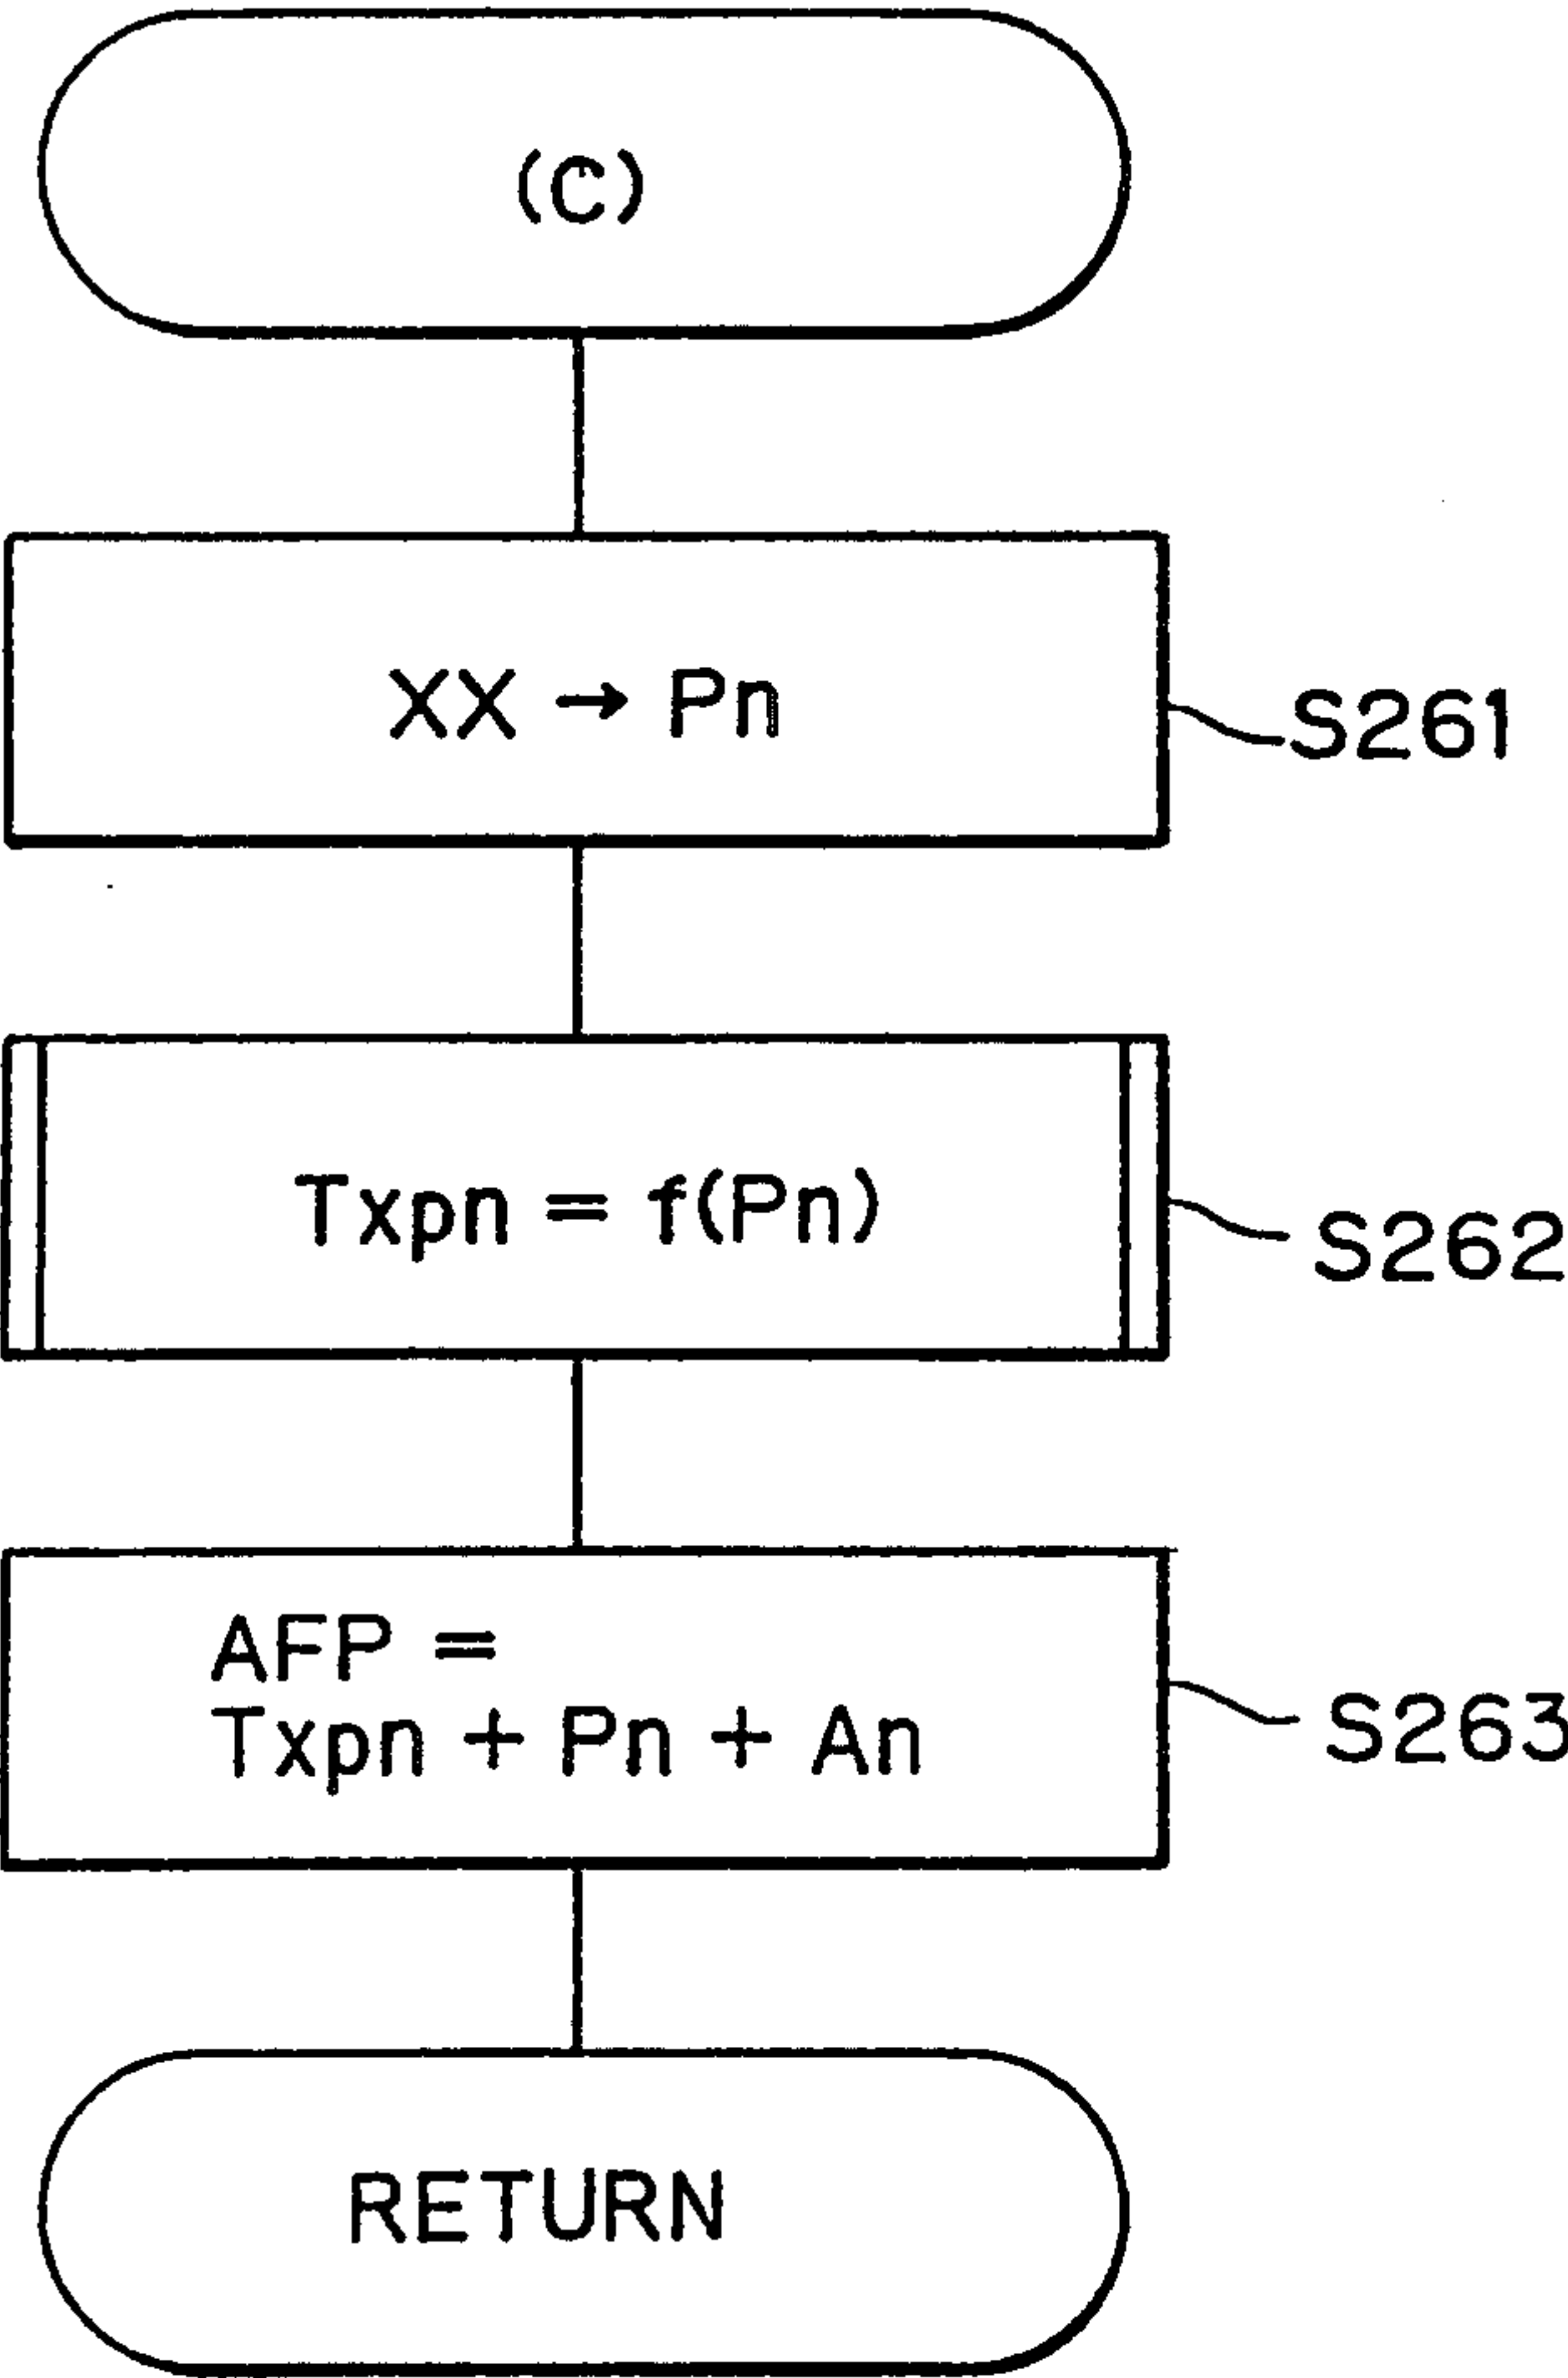 (C)
XX → Pn
S261
Txpn = f(Pn)
S262
AFP =
Txpn + Pn + An
S263
RETURN